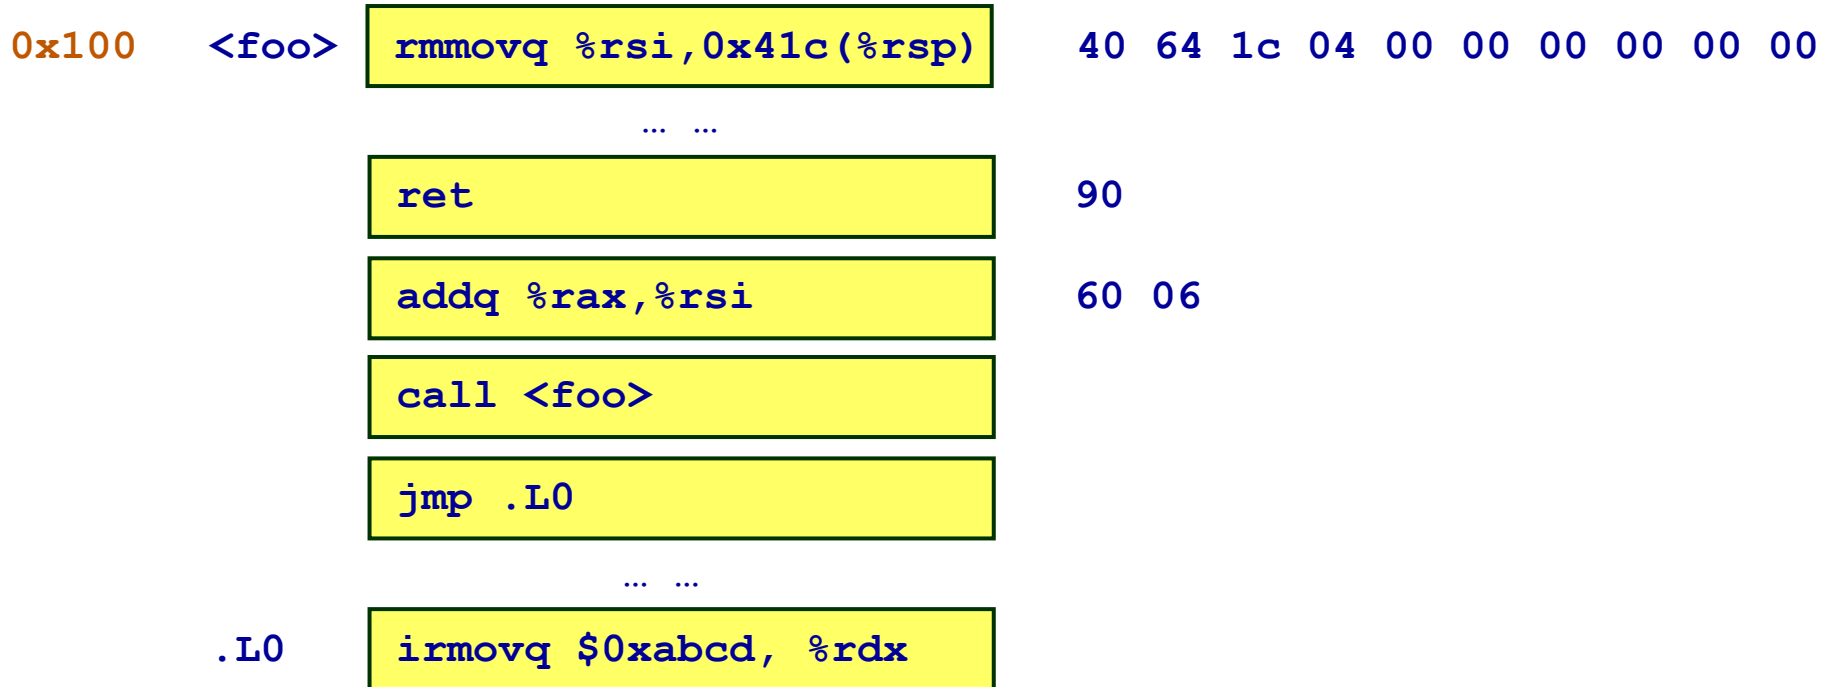 0x100 <foo> rmmovq %rsi,0x41c(%rsp) 40 64 1c 04 00 00 00 00 00 00
… …
ret 90
addq %rax,%rsi 60 06
call <foo>
jmp .L0
… …
.L0 irmovq $0xabcd, %rdx